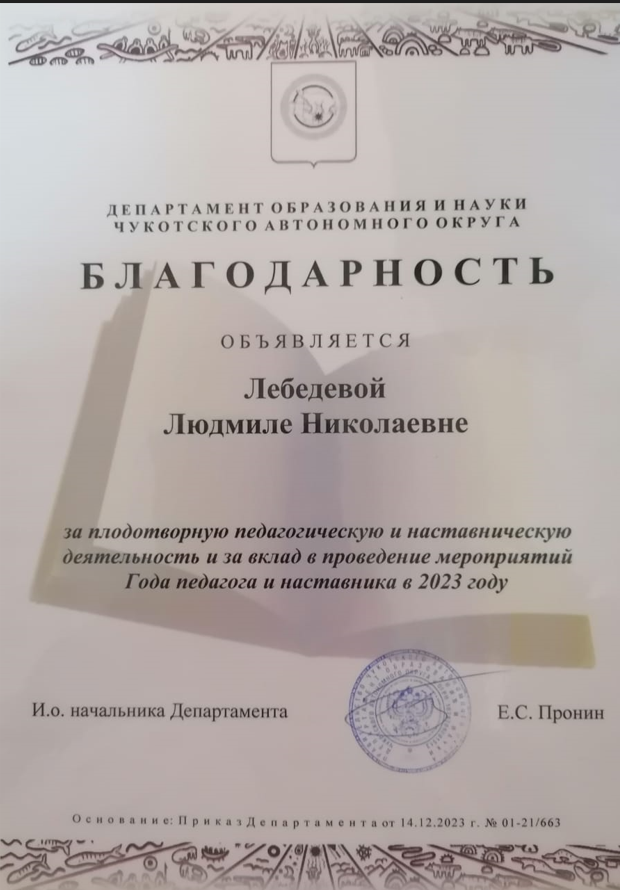 ДЕПАРТАМЕНТ ОБРАЗОВАНИЯ И НАУКИ
ЧУКОТСКОГО АВТОНОМНОГО ОКРУГА
БЛАГОДАРНОСТЬ
ОБЪЯВЛЯЕТСЯ
Лебедевой
Людмиле Николаевне
за плодотворную педагогическую и наставническую
деятельность и за вклад в проведение мероприятий
Года педагога и наставника в 2023 году
И.о. начальника Департамента Е.С. Пронин
Основание: Приказ Департамента от 14.12.2023 г. № 01-21/663